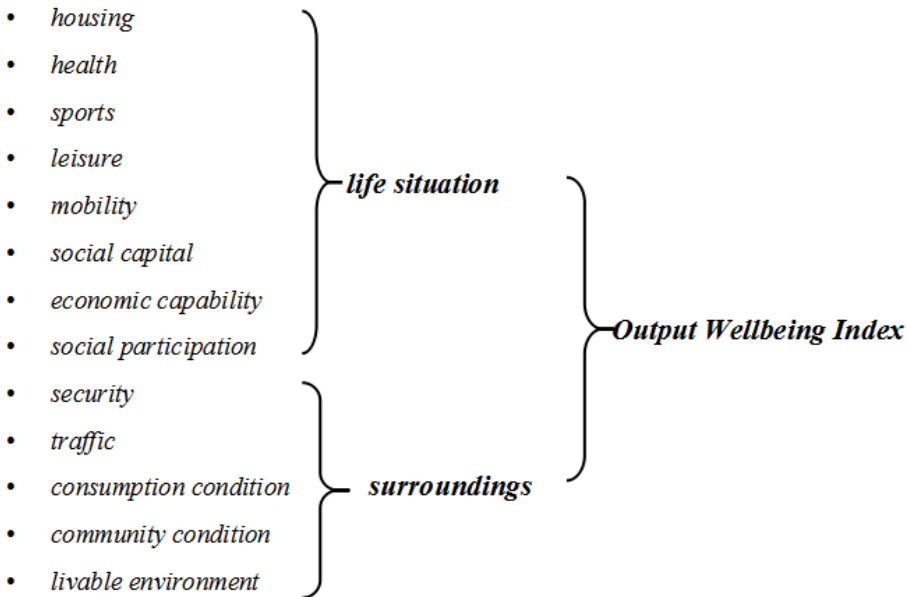 • housing
• health
• sports
• leisure
life situation
• mobility
• social capital
• economic capability
Output Wellbeing Index
• social participation
• security
• traffic
• consumption condition
surroundings
• community condition
• livable environment